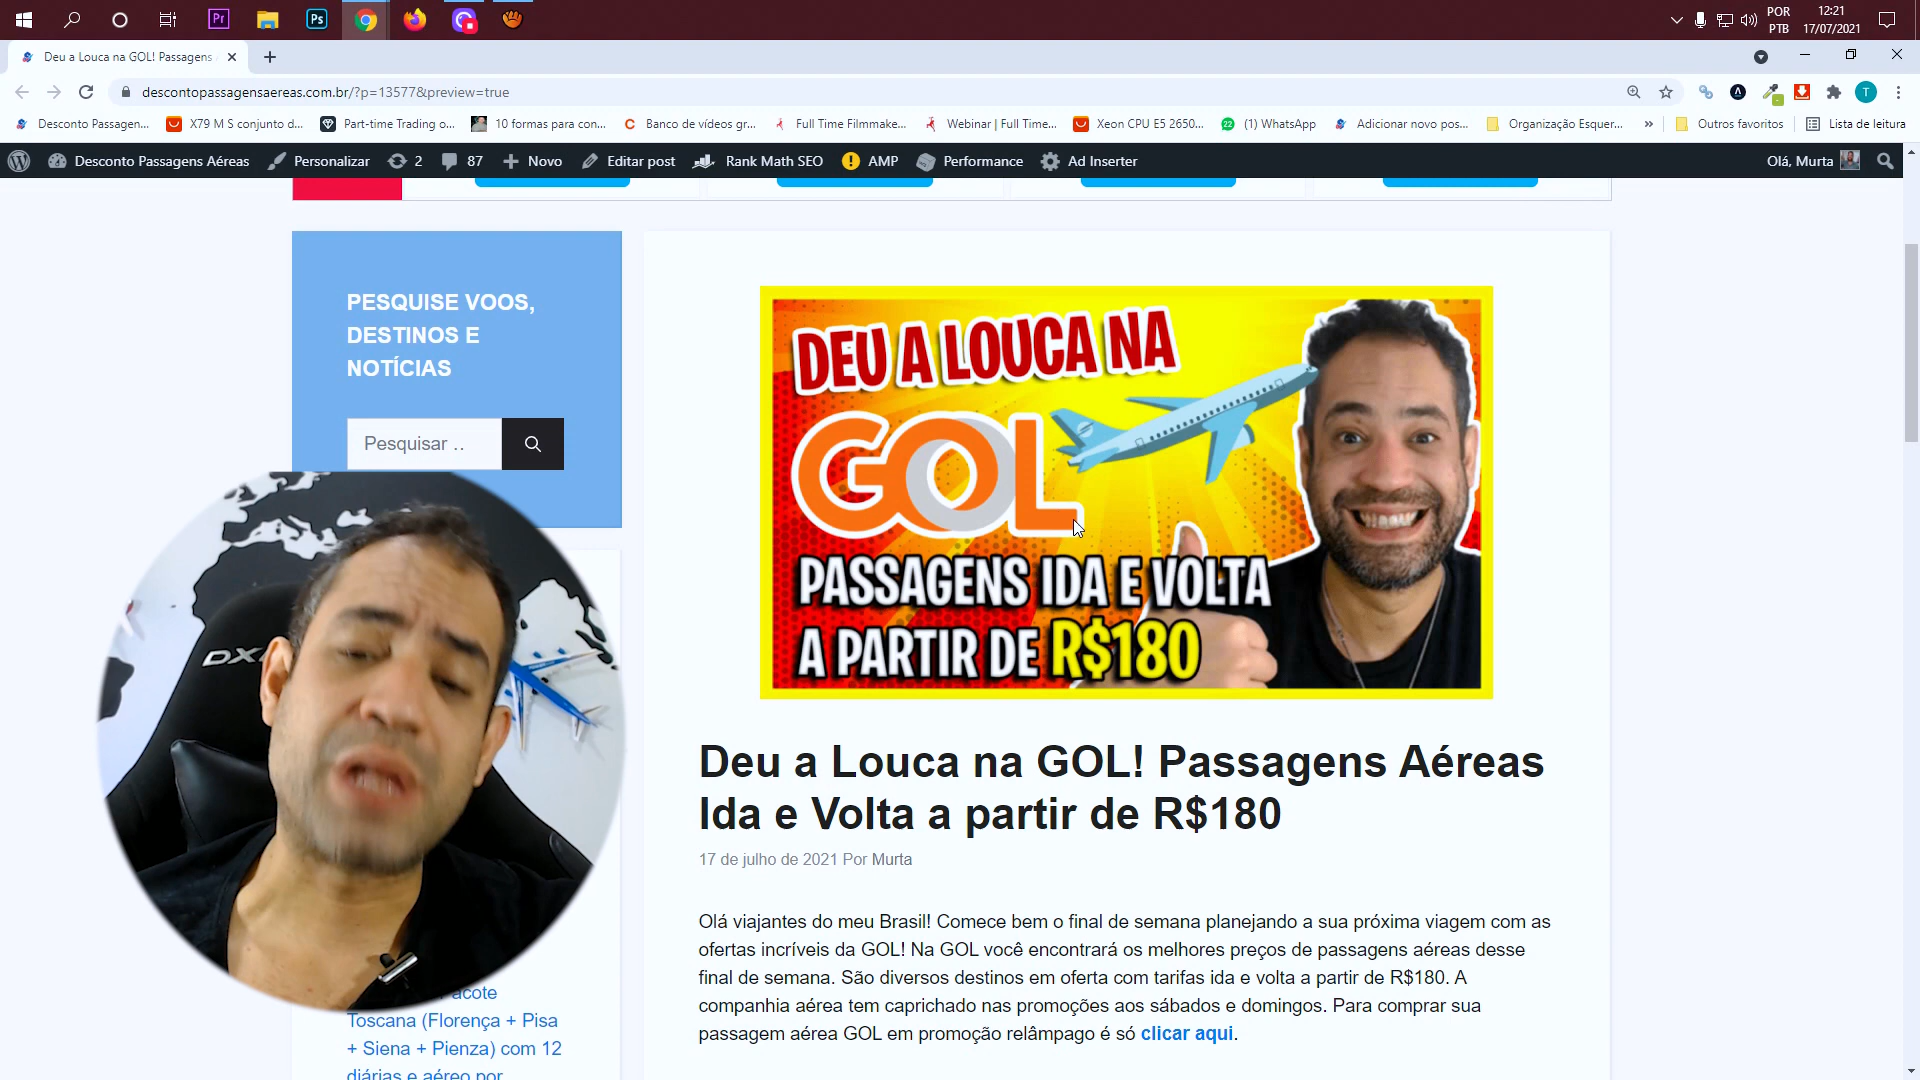 POR
PTB
12:21
17/07/2021
Deu a Louca na GOL! Passagens
descontopassagensaereas.com.br/?p=13577&preview=true
Desconto Passagen...
X79 M S conjunto d...
Part-time Trading o...
10 formas para con...
Banco de vídeos gr...
Full Time Filmmake...
Webinar | Full Time...
Xeon CPU E5 2650...
(1) WhatsApp
Adicionar novo pos...
Organização Esquer...
Outros favoritos
Lista de leitura
Desconto Passagens Aéreas
Personalizar
2
87
Novo
Editar post
Rank Math SEO
AMP
Performance
Ad Inserter
Olá, Murta
PESQUISE VOOS,
DESTINOS E
NOTÍCIAS
Pesquisar ..
DEU A LOUCA NA
GOL
PASSAGENS IDA E VOLTA
A PARTIR DE R$180
Deu a Louca na GOL! Passagens Aéreas
Ida e Volta a partir de R$180
17 de julho de 2021 Por Murta
Olá viajantes do meu Brasil! Comece bem o final de semana planejando a sua próxima viagem com as
ofertas incríveis da GOL! Na GOL você encontrará os melhores preços de passagens aéreas desse
final de semana. São diversos destinos em oferta com tarifas ida e volta a partir de R$180. A
companhia aérea tem caprichado nas promoções aos sábados e domingos. Para comprar sua
passagem aérea GOL em promoção relâmpago é só clicar aqui.
acote
Toscana (Florença + Pisa
+ Siena + Pienza) com 12
diárias e aéreo por